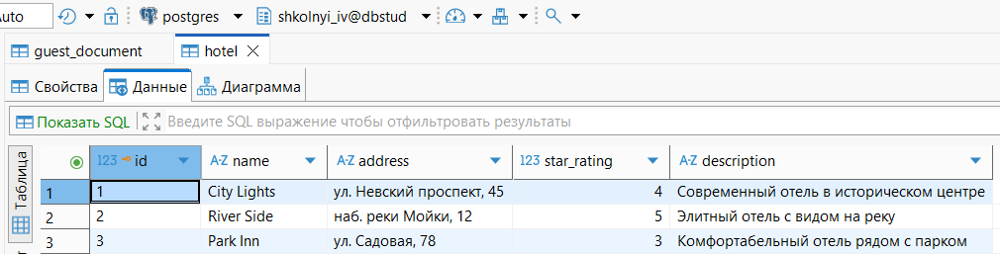 Auto postgres shkolnyi_iv@dbstud
guest_document hotel
Свойства Данные Диаграмма
Показать SQL Введите SQL выражение чтобы отфильтровать результаты
Таблица
123 id A-Z name A-Z address 123 star_rating A-Z description
1 1 City Lights ул. Невский проспект, 45 4 Современный отель в историческом центре
2 2 River Side наб. реки Мойки, 12 5 Элитный отель с видом на реку
3 3 Park Inn ул. Садовая, 78 3 Комфортабельный отель рядом с парком